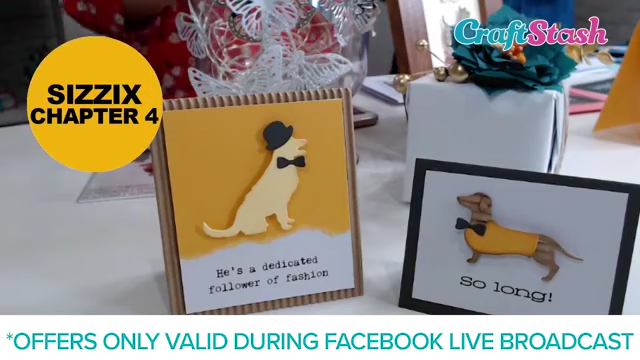 CraftStash
SIZZIX
CHAPTER 4
He's a dedicated
follower of fashion
So long!
*OFFERS ONLY VALID DURING FACEBOOK LIVE BROADCAST